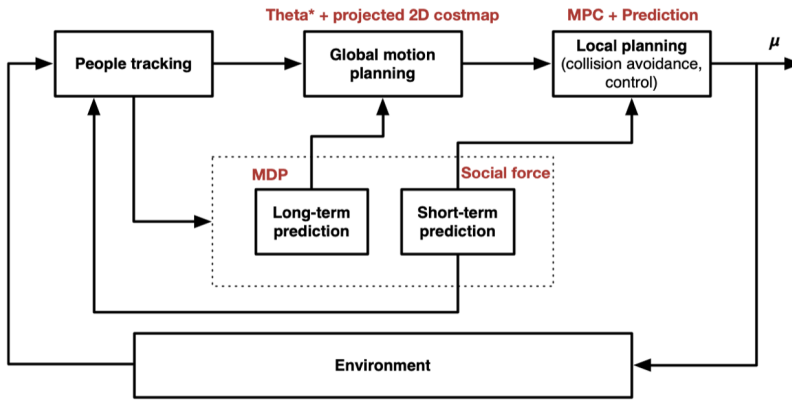 Theta* + projected 2D costmap
MPC + Prediction
People tracking
Global motion
planning
Local planning
(collision avoidance,
control)
μ
MDP
Social force
Long-term
prediction
Short-term
prediction
Environment